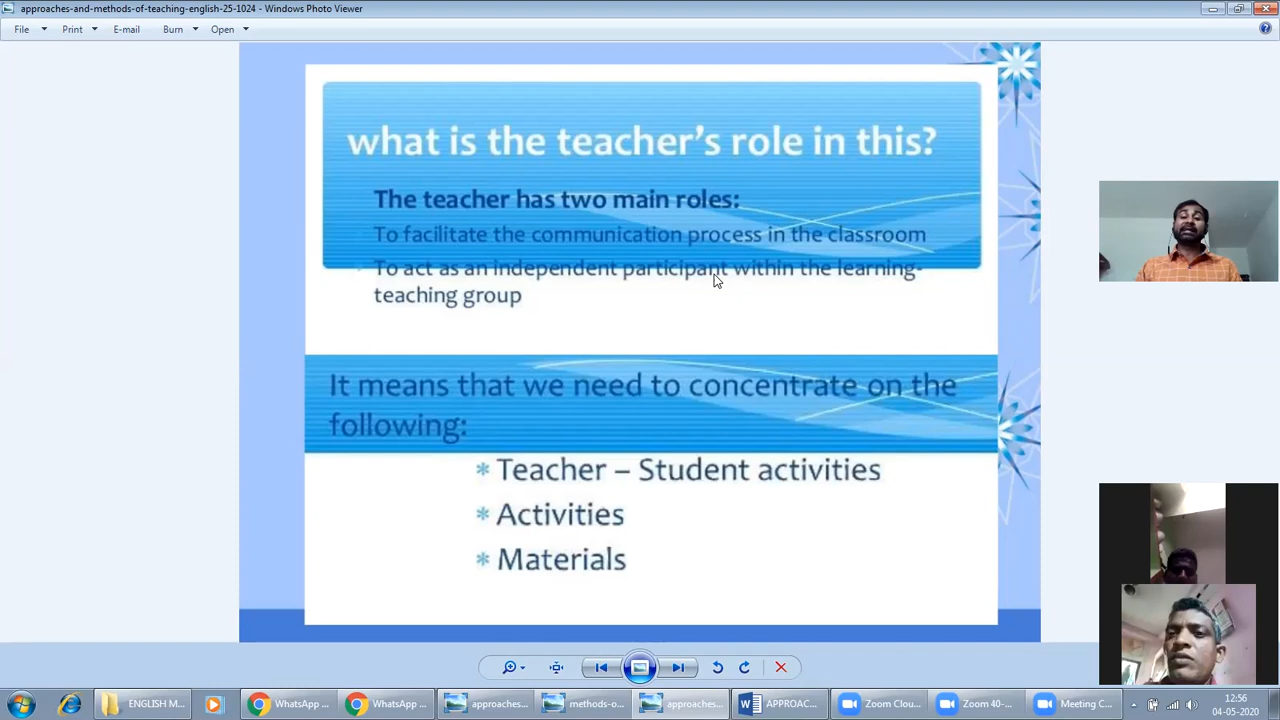 approaches-and-methods-of-teaching-english-25-1024 - Windows Photo Viewer
File Print E-mail Burn Open
what is the teacher's role in this?
The teacher has two main roles:
To facilitate the communication process in the classroom
To act as an independent participant within the learning-
teaching group
It means that we need to concentrate on the
following:
* Teacher – Student activities
* Activities
* Materials
ENGLISH M... WhatsApp ... WhatsApp ... approaches... methods-o... approaches... APPROAC... Zoom Clou... Zoom 40-... Meeting C... 12:56
04-05-2020